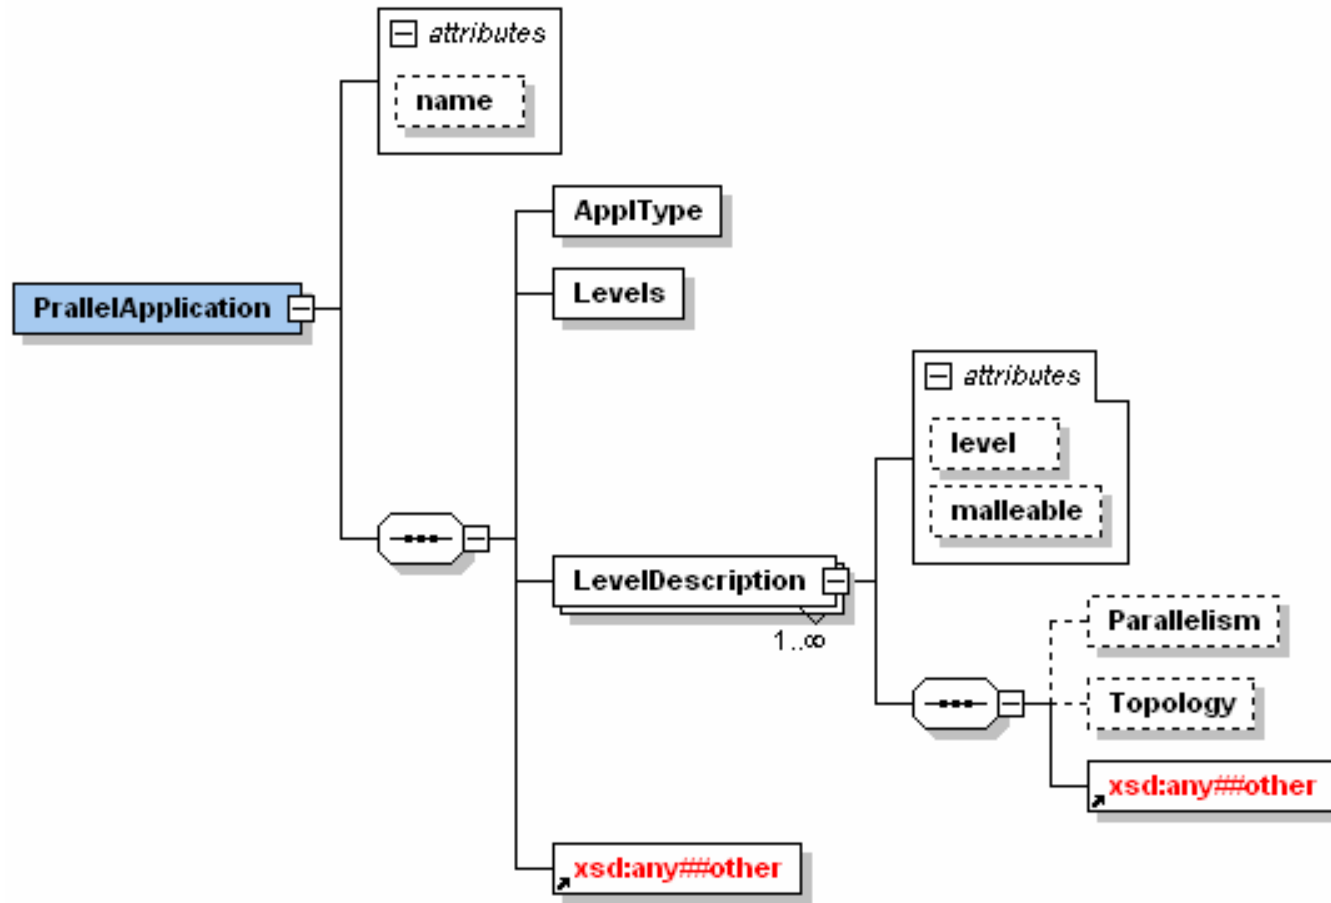 attributes
name
ApplType
Levels
PrallelApplication
attributes
level
malleable
LevelDescription
1..∞
Parallelism
Topology
xsd:any##other
xsd:any##other